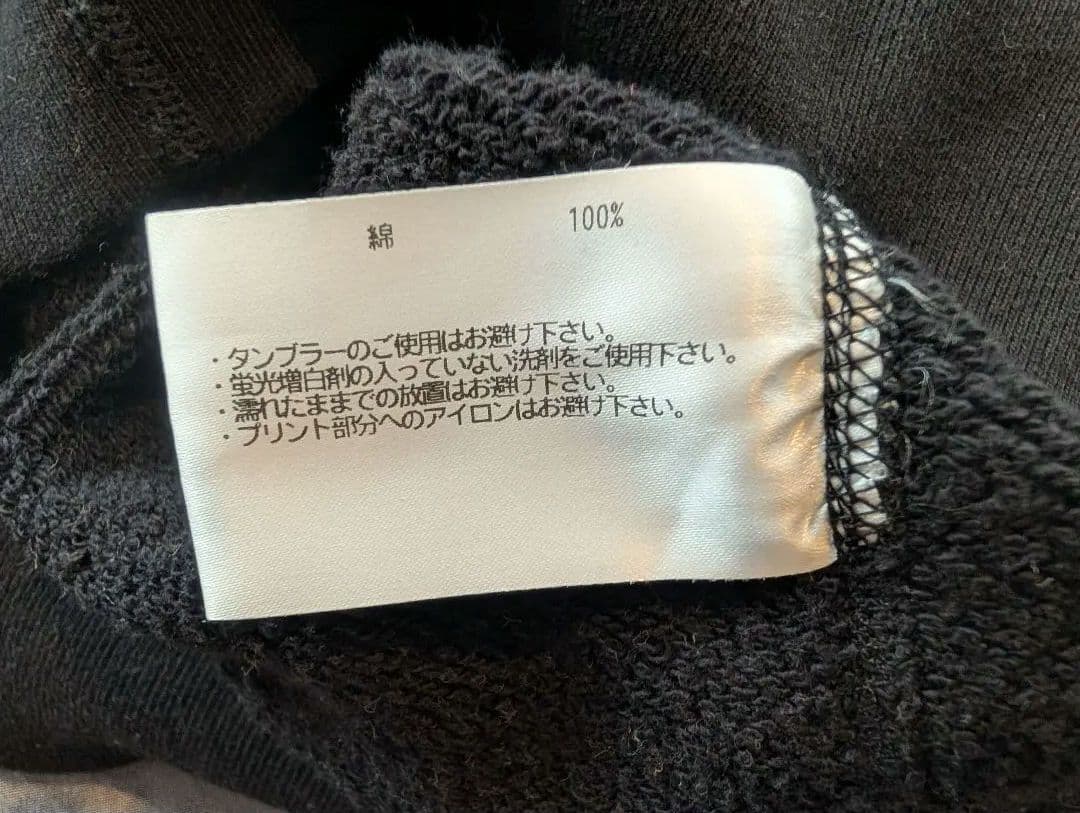 綿 100%
・タンブラーのご使用はお避け下さい。
・蛍光増白剤の入っていない洗剤をご使用下さい。
・濡れたままでの放置はお避け下さい。
・プリント部分へのアイロンはお避け下さい。